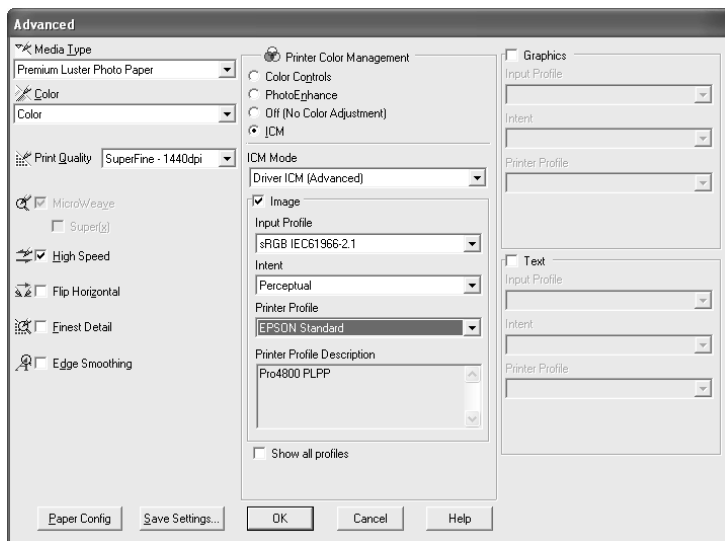 Advanced
Media Type
Premium Luster Photo Paper
Color
Color
Print Quality SuperFine - 1440dpi
MicroWeave
Super(x)
High Speed
Flip Horizontal
Finest Detail
Edge Smoothing
Paper Config
Save Settings...
Printer Color Management
Color Controls
PhotoEnhance
Off (No Color Adjustment)
ICM
ICM Mode
Driver ICM (Advanced)
Image
Input Profile
sRGB IEC61966-2.1
Intent
Perceptual
Printer Profile
EPSON Standard
Printer Profile Description
Pro4800 PLPP
Show all profiles
OK
Cancel
Help
Graphics
Input Profile
Intent
Printer Profile
Text
Input Profile
Intent
Printer Profile